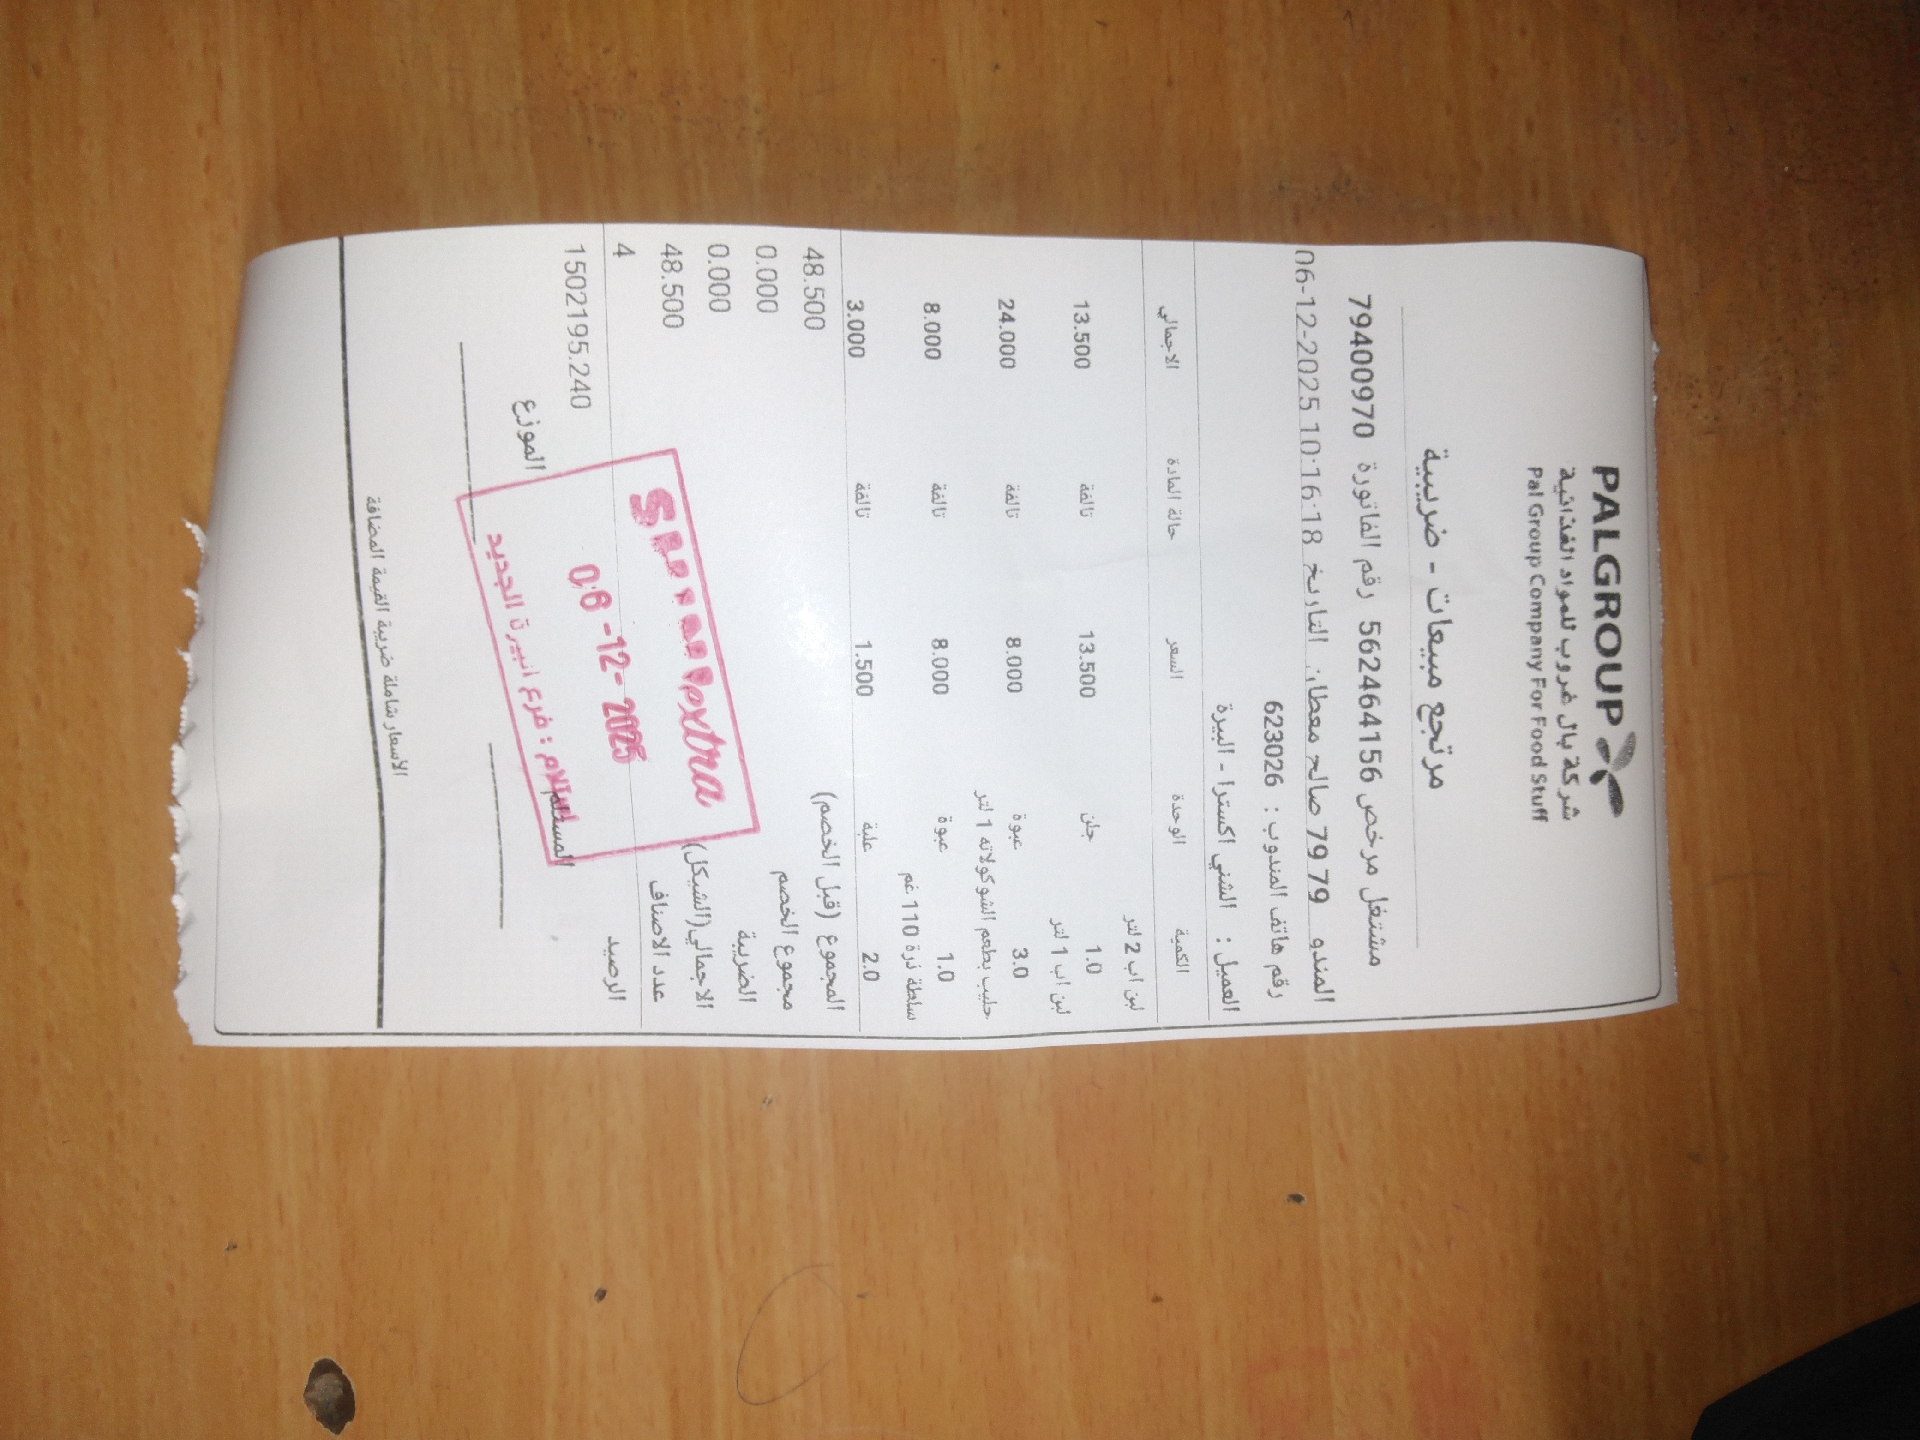 PALGROUP
شركة بال غروب للمواد الغذائية
Pal Group Company For Food Stuff
مرتجع مبيعات - ضريبية
مشتغل مرخص 562464156 رقم الفاتورة 79400970
المندو 7979 صالح معطان: التاريخ 06-12-2025 10:16:18
رقم هاتف المندوب : 623026
العميل : الشني اكسترا - البيرة
الكمية الوحدة السعر حالة المادة الاجمالي
لبن اب 2 لتر
1.0 جلن 13.500 تالفة 13.500
لبن اب 1 لتر
3.0 عبوة 8.000 تالفة 24.000
حليب بطعم الشوكولاته 1 لتر
1.0 عبوة 8.000 تالفة 8.000
سلطة ذرة 110 غم
2.0 علبة 1.500 تالفة 3.000
المجموع (قبل الخصم) 48.500
مجموع الخصم 0.000
الضريبة 0.000
الاجمالي(الشيكل) 48.500
عدد الاصناف 4
الرصيد 1502195.240
extra
06-12-2025
فرع البيرة الجديد
المستلم الموزع
الأسعار شاملة ضريبة القيمة المضافة